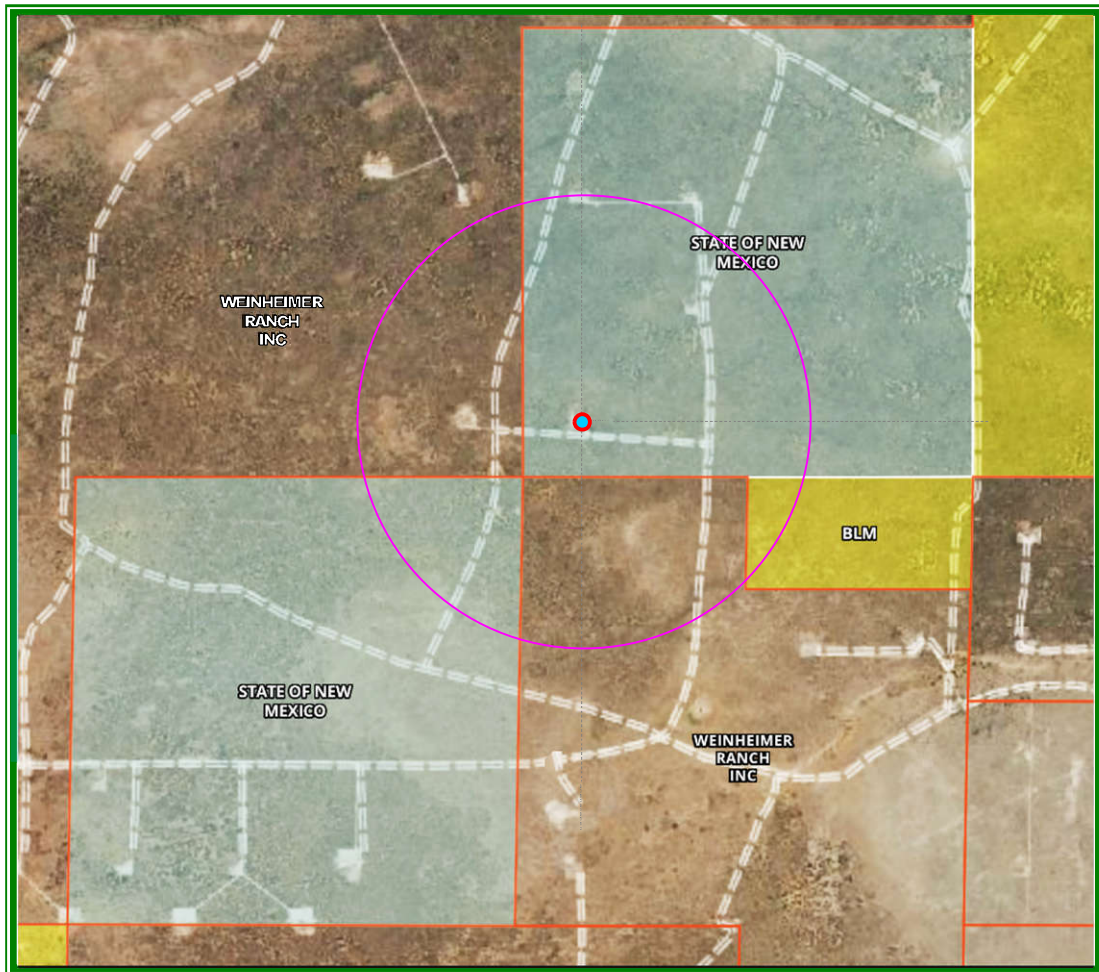 STATE OF NEW
MEXICO
WEINHEIMER
RANCH
INC
BLM
STATE OF NEW
MEXICO
WEINHEIMER
RANCH
INC